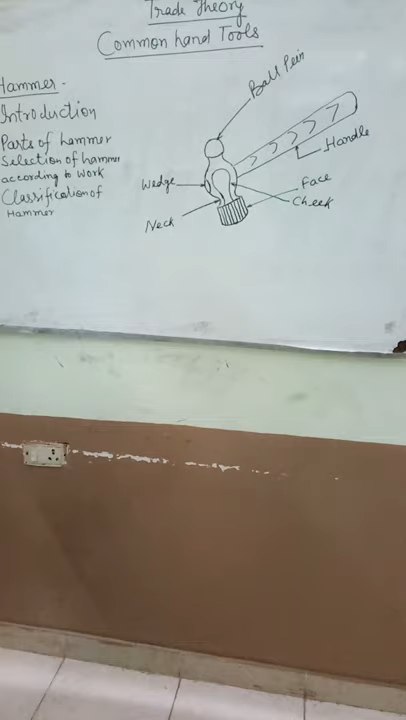 Trade Theory
Common hand Tools
Hammer -
Introduction
Parts of hammer
Selection of hammer
according to work
Classification of
Hammer
Ball Pein
Handle
Wedge
Face
Cheek
Neck